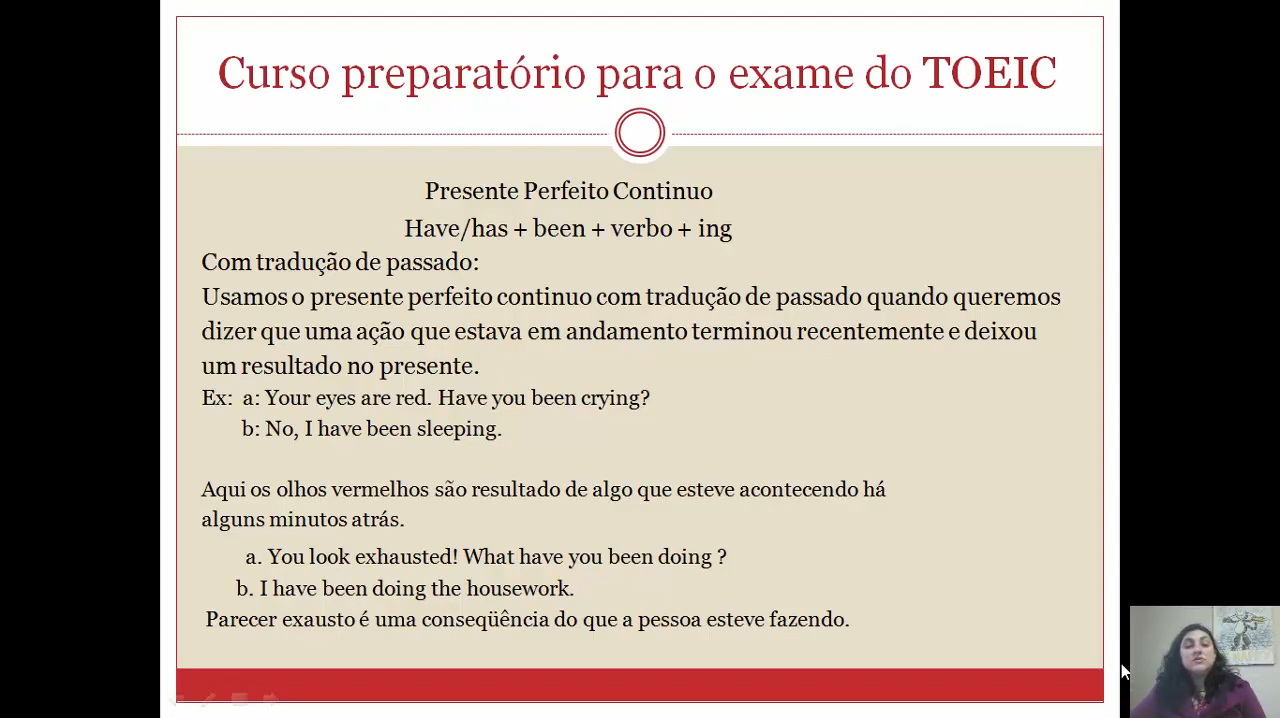 Curso preparatório para o exame do TOEIC
Presente Perfeito Continuo
Have/has + been + verbo + ing
Com tradução de passado:
Usamos o presente perfeito continuo com tradução de passado quando queremos
dizer que uma ação que estava em andamento terminou recentemente e deixou
um resultado no presente.
Ex: a: Your eyes are red. Have you been crying?
b: No, I have been sleeping.
Aqui os olhos vermelhos são resultado de algo que esteve acontecendo há
alguns minutos atrás.
a. You look exhausted! What have you been doing ?
b. I have been doing the housework.
Parecer exausto é uma conseqüência do que a pessoa esteve fazendo.